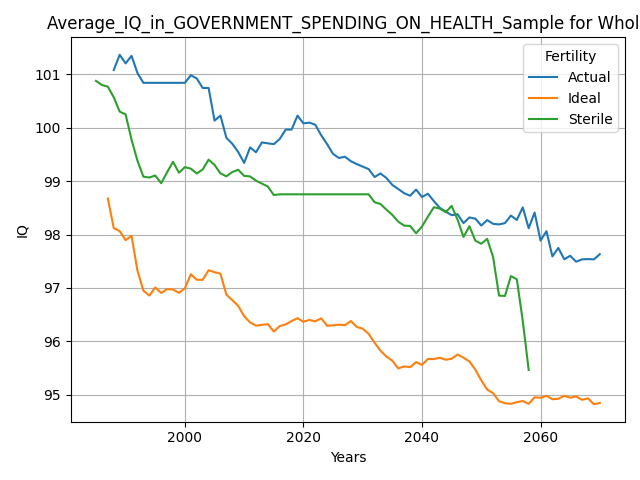 Average_IQ_in_GOVERNMENT_SPENDING_ON_HEALTH_Sample for Whol
Fertility
Actual
Ideal
Sterile
101
100
99
98
97
96
95
IQ
2000
2020
2040
2060
Years